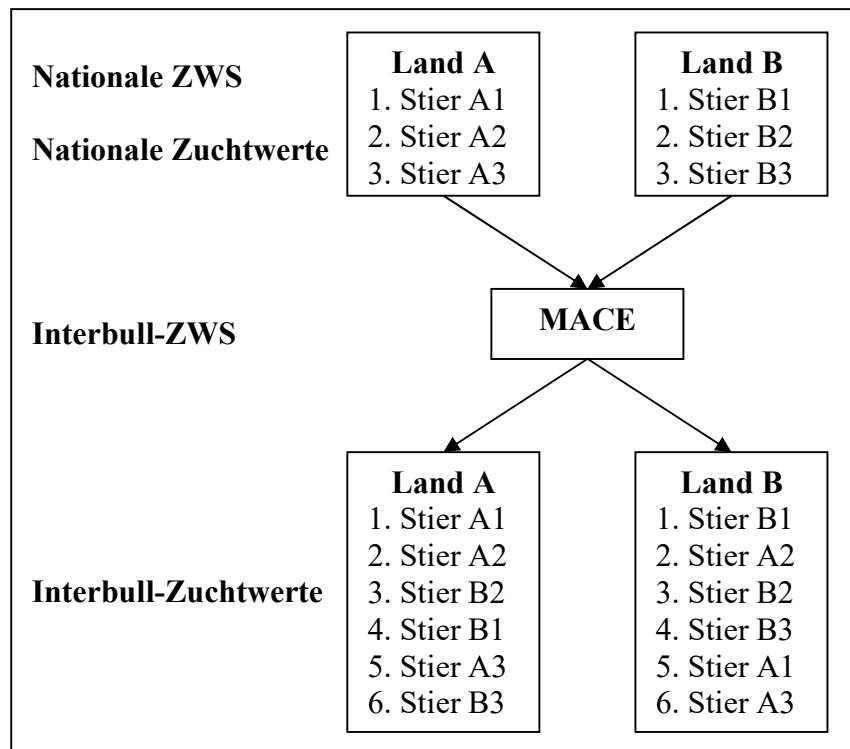 Nationale ZWS
Nationale Zuchtwerte
Land A
1. Stier A1
2. Stier A2
3. Stier A3
Land B
1. Stier B1
2. Stier B2
3. Stier B3
Interbull-ZWS
MACE
Interbull-Zuchtwerte
Land A
1. Stier A1
2. Stier A2
3. Stier B2
4. Stier B1
5. Stier A3
6. Stier B3
Land B
1. Stier B1
2. Stier A2
3. Stier B2
4. Stier B3
5. Stier A1
6. Stier A3